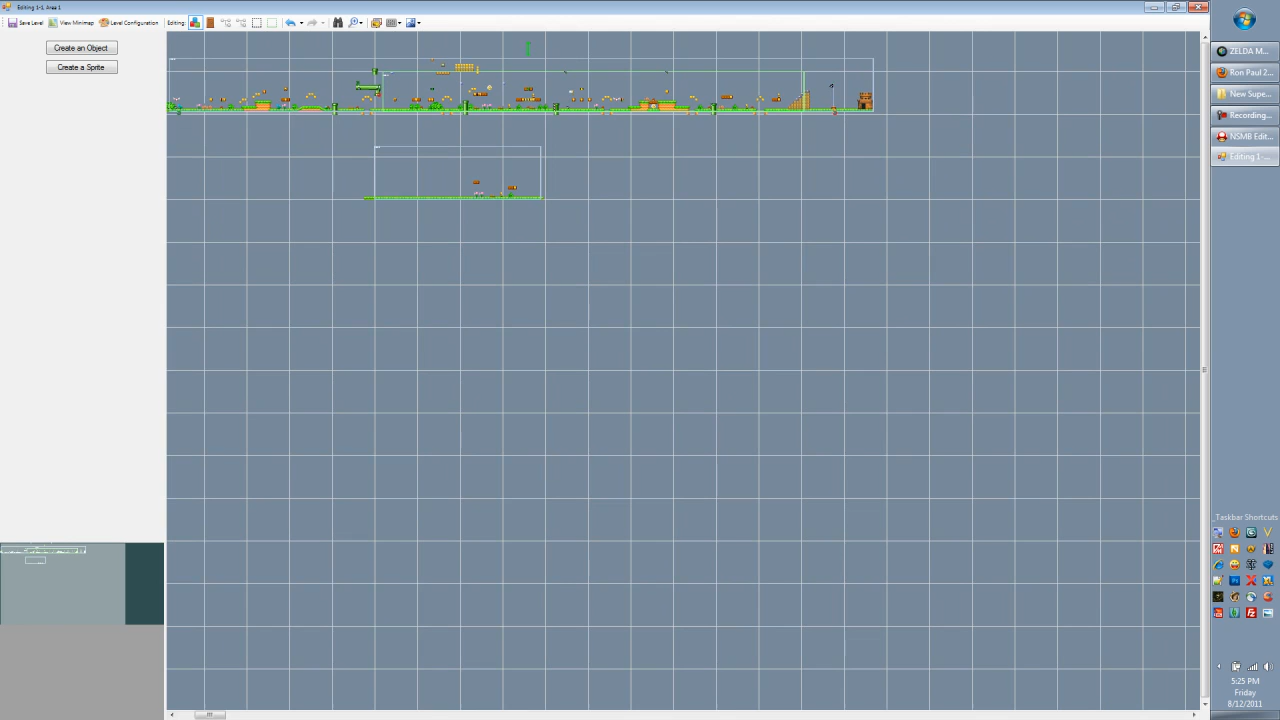 Editing 1-1, Area 1
Save Level
View Minimap
Level Configuration
Editing:
Create an Object
Create a Sprite
ZELDA M...
Ron Paul 2...
New Supe...
Recording...
NSMB Edit...
Editing 1-...
_Taskbar Shortcuts
5:25 PM
Friday
8/12/2011